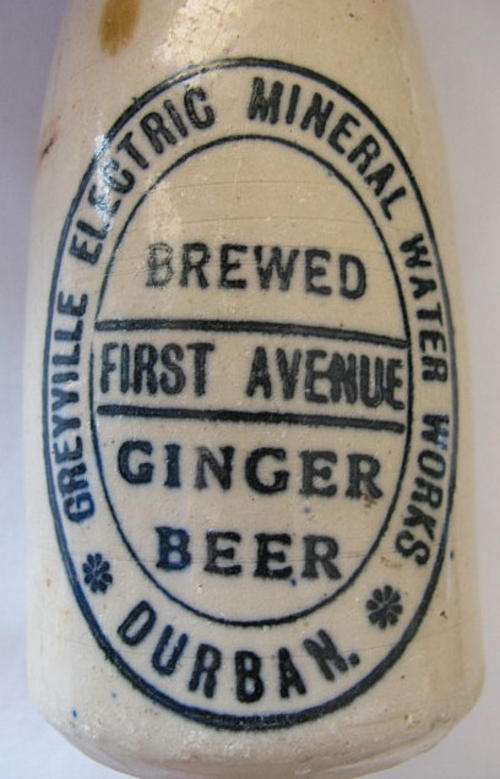 GREYVILLE ELECTRIC MINERAL WATER WORKS
BREWED
FIRST AVENUE
GINGER
BEER
DURBAN.